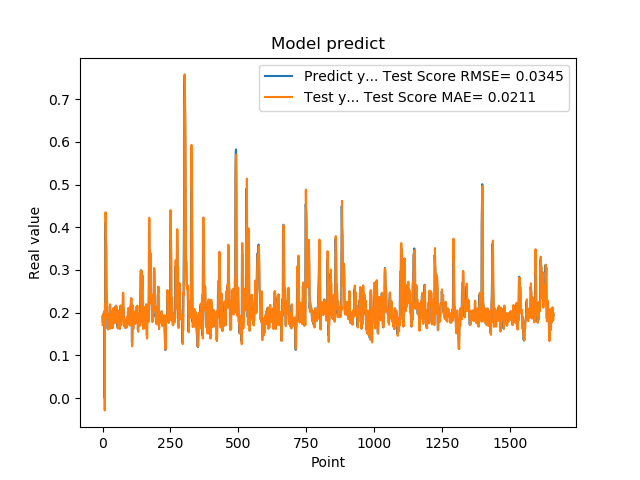 Model predict
Predict y... Test Score RMSE= 0.0345
Test y... Test Score MAE= 0.0211
0.7
0.6
0.5
0.4
0.3
0.2
0.1
0.0
Real value
0 250 500 750 1000 1250 1500
Point